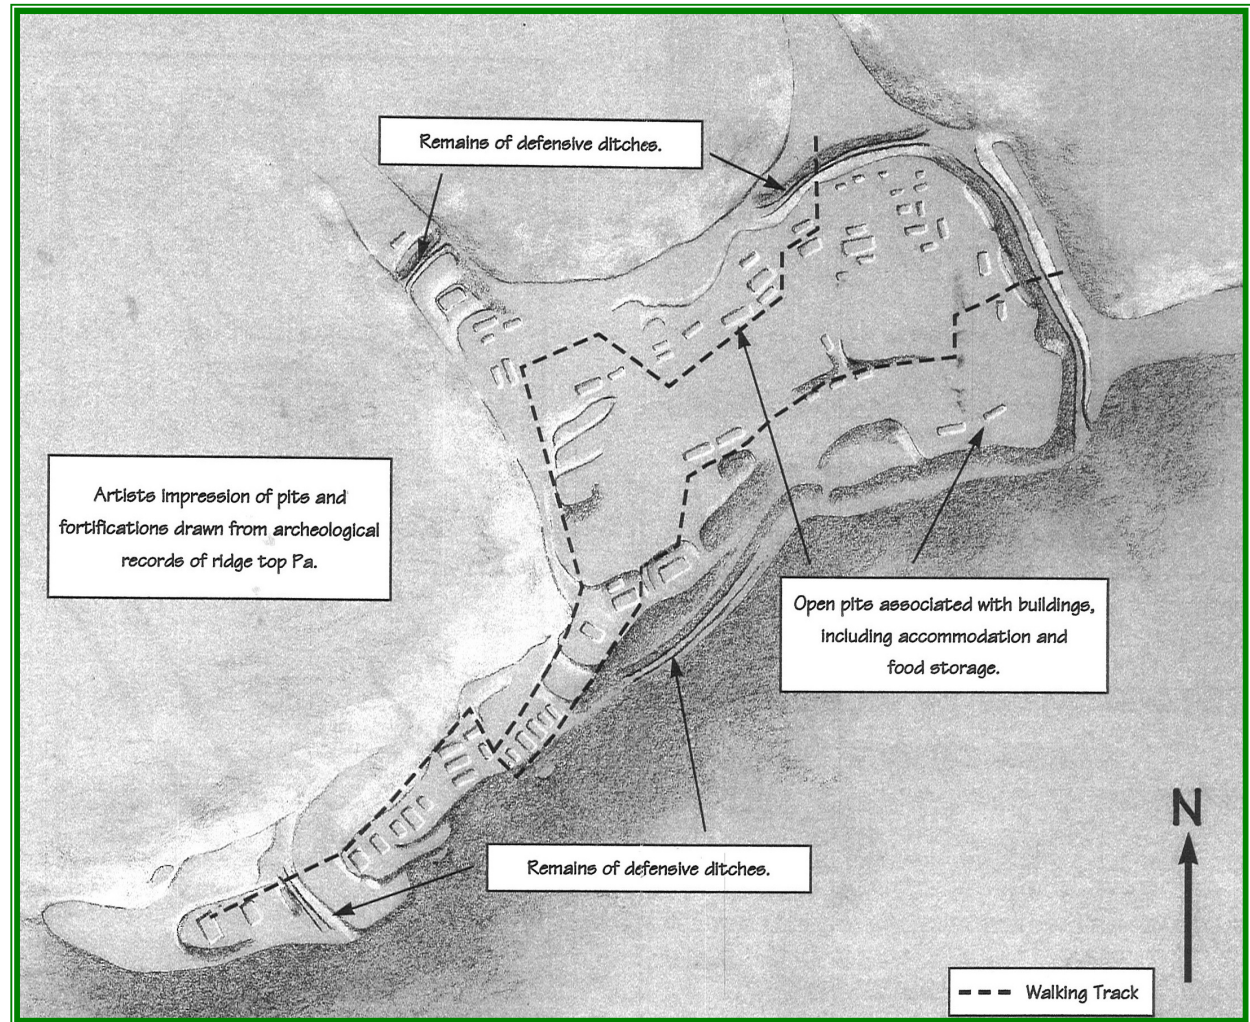 Remains of defensive ditches.
Artists impression of pits and
fortifications drawn from archeological
records of ridge top Pa.
Open pits associated with buildings,
including accommodation and
food storage.
Remains of defensive ditches.
N
Walking Track